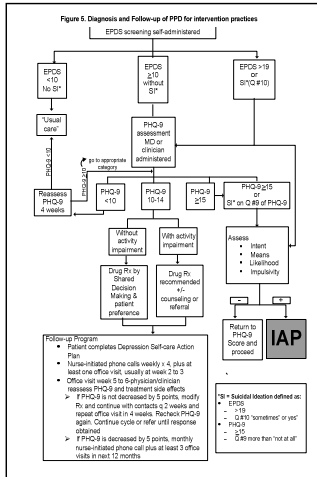 Figure 5. Diagnosis and Follow-up of PPD for intervention practices
EPDS screening self-administered
EPDS
<10
No SI*
EPDS
≥10
without
SI*
EPDS >19
or
SI*(Q #10)
"Usual
care"
PHQ-9
assessment
MD or
clinician
administered
PHQ-9 <10
PHQ-9 ≥10
go to appropriate
category
Reassess
PHQ-9
4 weeks
PHQ-9
<10
PHQ-9
10-14
PHQ-9
≥15
PHQ-9 ≥15
or
SI* on Q #9 of PHQ-9
Without
activity
impairment
With activity
impairment
Assess
• Intent
• Means
• Likelihood
• Impulsivity
Drug Rx by
Shared
Decision
Making &
patient
preference
Drug Rx
recommended
+/-
counseling or
referral
-
+
Return to
PHQ-9
Score and
proceed
IAP
Follow-up Program
• Patient completes Depression Self-care Action
Plan
• Nurse-initiated phone calls weekly x 4, plus at
least one office visit, usually at week 2 to 3
• Office visit week 5 to 6-physician/clinician
reassess PHQ-9 and treatment side effects
➢ If PHQ-9 is not decreased by 5 points, modify
Rx and continue with contacts q 2 weeks and
repeat office visit in 4 weeks. Recheck PHQ-9
again. Continue cycle or refer until response
obtained
➢ If PHQ-9 is decreased by 5 points, monthly
nurse-initiated phone call plus at least 3 office
visits in next 12 months
*SI = Suicidal Ideation defined as:
• EPDS
– >19
– Q #10 "sometimes" or yes"
• PHQ-9
– ≥15
– Q #9 more than "not at all"